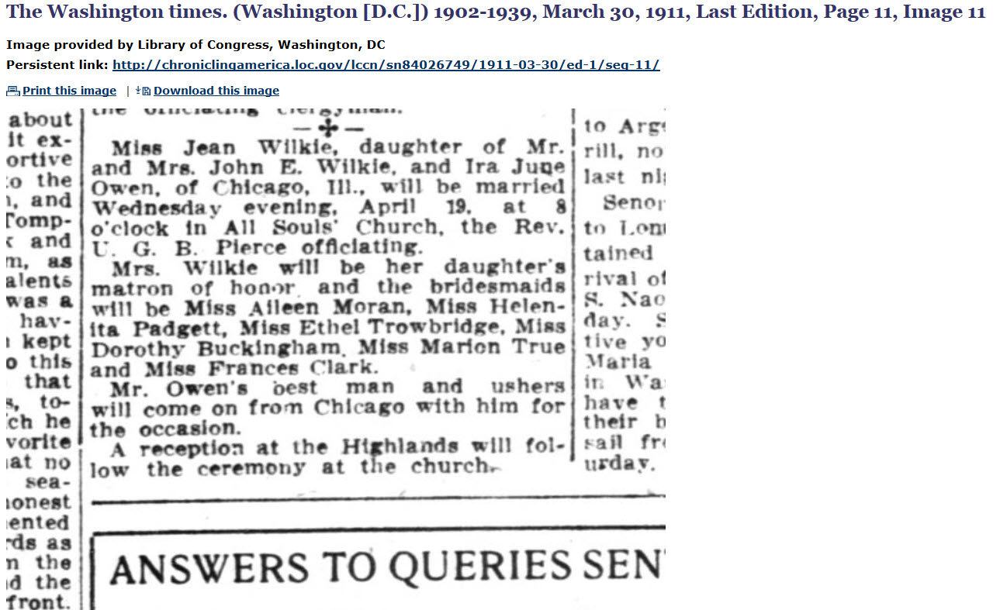 The Washington times. (Washington [D.C.]) 1902-1939, March 30, 1911, Last Edition, Page 11, Image 11
Image provided by Library of Congress, Washington, DC
Persistent link: http://chroniclingamerica.loc.gov/lccn/sn84026749/1911-03-30/ed-1/seq-11/
Print this image | Download this image
about
it ex-
ortive
o the
, and
Tomp-
k and
m, as
alents
was a
hav-
kept
o this
that
s, to-
ch he
vorite
at no
sea-
onest
ented
rds as
n the
d the
front.
the officiating clergyman.
Miss Jean Wilkie, daughter of Mr.
and Mrs. John E. Wilkie, and Ira June
Owen, of Chicago, Ill., will be married
Wednesday evening, April 19, at 8
o'clock in All Souls' Church, the Rev.
U. G. B. Pierce officiating.
Mrs. Wilkie will be her daughter's
matron of honor and the bridesmaids
will be Miss Aileen Moran, Miss Helen-
ita Padgett, Miss Ethel Trowbridge, Miss
Dorothy Buckingham, Miss Marion True
and Miss Frances Clark.
Mr. Owen's best man and ushers
will come on from Chicago with him for
the occasion.
A reception at the Highlands will fol-
low the ceremony at the church.
to Arg
rill, no
last ni
Senor
to Lon
tained
rival of
S. Nao
day. S
tive yo
Maria
in Wa
have t
their b
sail fr
urday.
ANSWERS TO QUERIES SEN